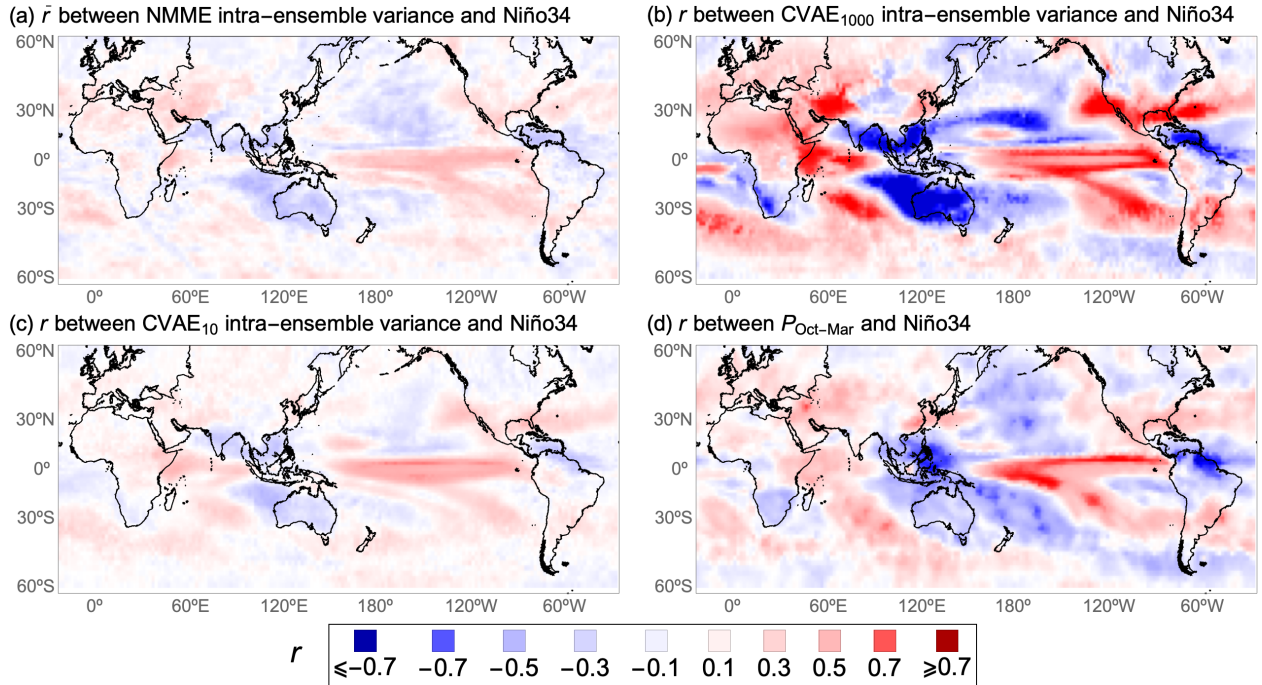 (a) r̄ between NMME intra−ensemble variance and Niño34
(b) r between CVAE₁₀₀₀ intra−ensemble variance and Niño34
60ºN
30ºN
0º
30ºS
60ºS
0º 60ºE 120ºE 180º 120ºW 60ºW
60ºN
30ºN
0º
30ºS
60ºS
0º 60ºE 120ºE 180º 120ºW 60ºW
(c) r between CVAE₁₀ intra−ensemble variance and Niño34
(d) r between P_Oct−Mar and Niño34
60ºN
30ºN
0º
30ºS
60ºS
0º 60ºE 120ºE 180º 120ºW 60ºW
60ºN
30ºN
0º
30ºS
60ºS
0º 60ºE 120ºE 180º 120ºW 60ºW
r
⩽−0.7 −0.7 −0.5 −0.3 −0.1 0.1 0.3 0.5 0.7 ⩾0.7